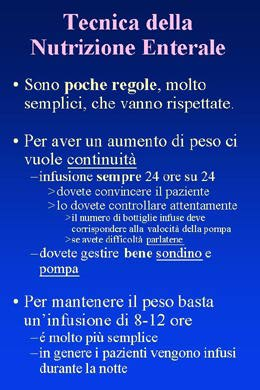 Tecnica della
Nutrizione Enterale
• Sono poche regole, molto
semplici, che vanno rispettate.
• Per aver un aumento di peso ci
vuole continuità
–infusione sempre 24 ore su 24
>dovete convincere il paziente
>lo dovete controllare attentamente
>il numero di bottiglie infuse deve
corrispondere alla velocità della pompa
>se avete difficoltà parlatene
–dovete gestire bene sondino e
pompa
• Per mantenere il peso basta
un'infusione di 8-12 ore
–é molto più semplice
–in genere i pazienti vengono infusi
durante la notte